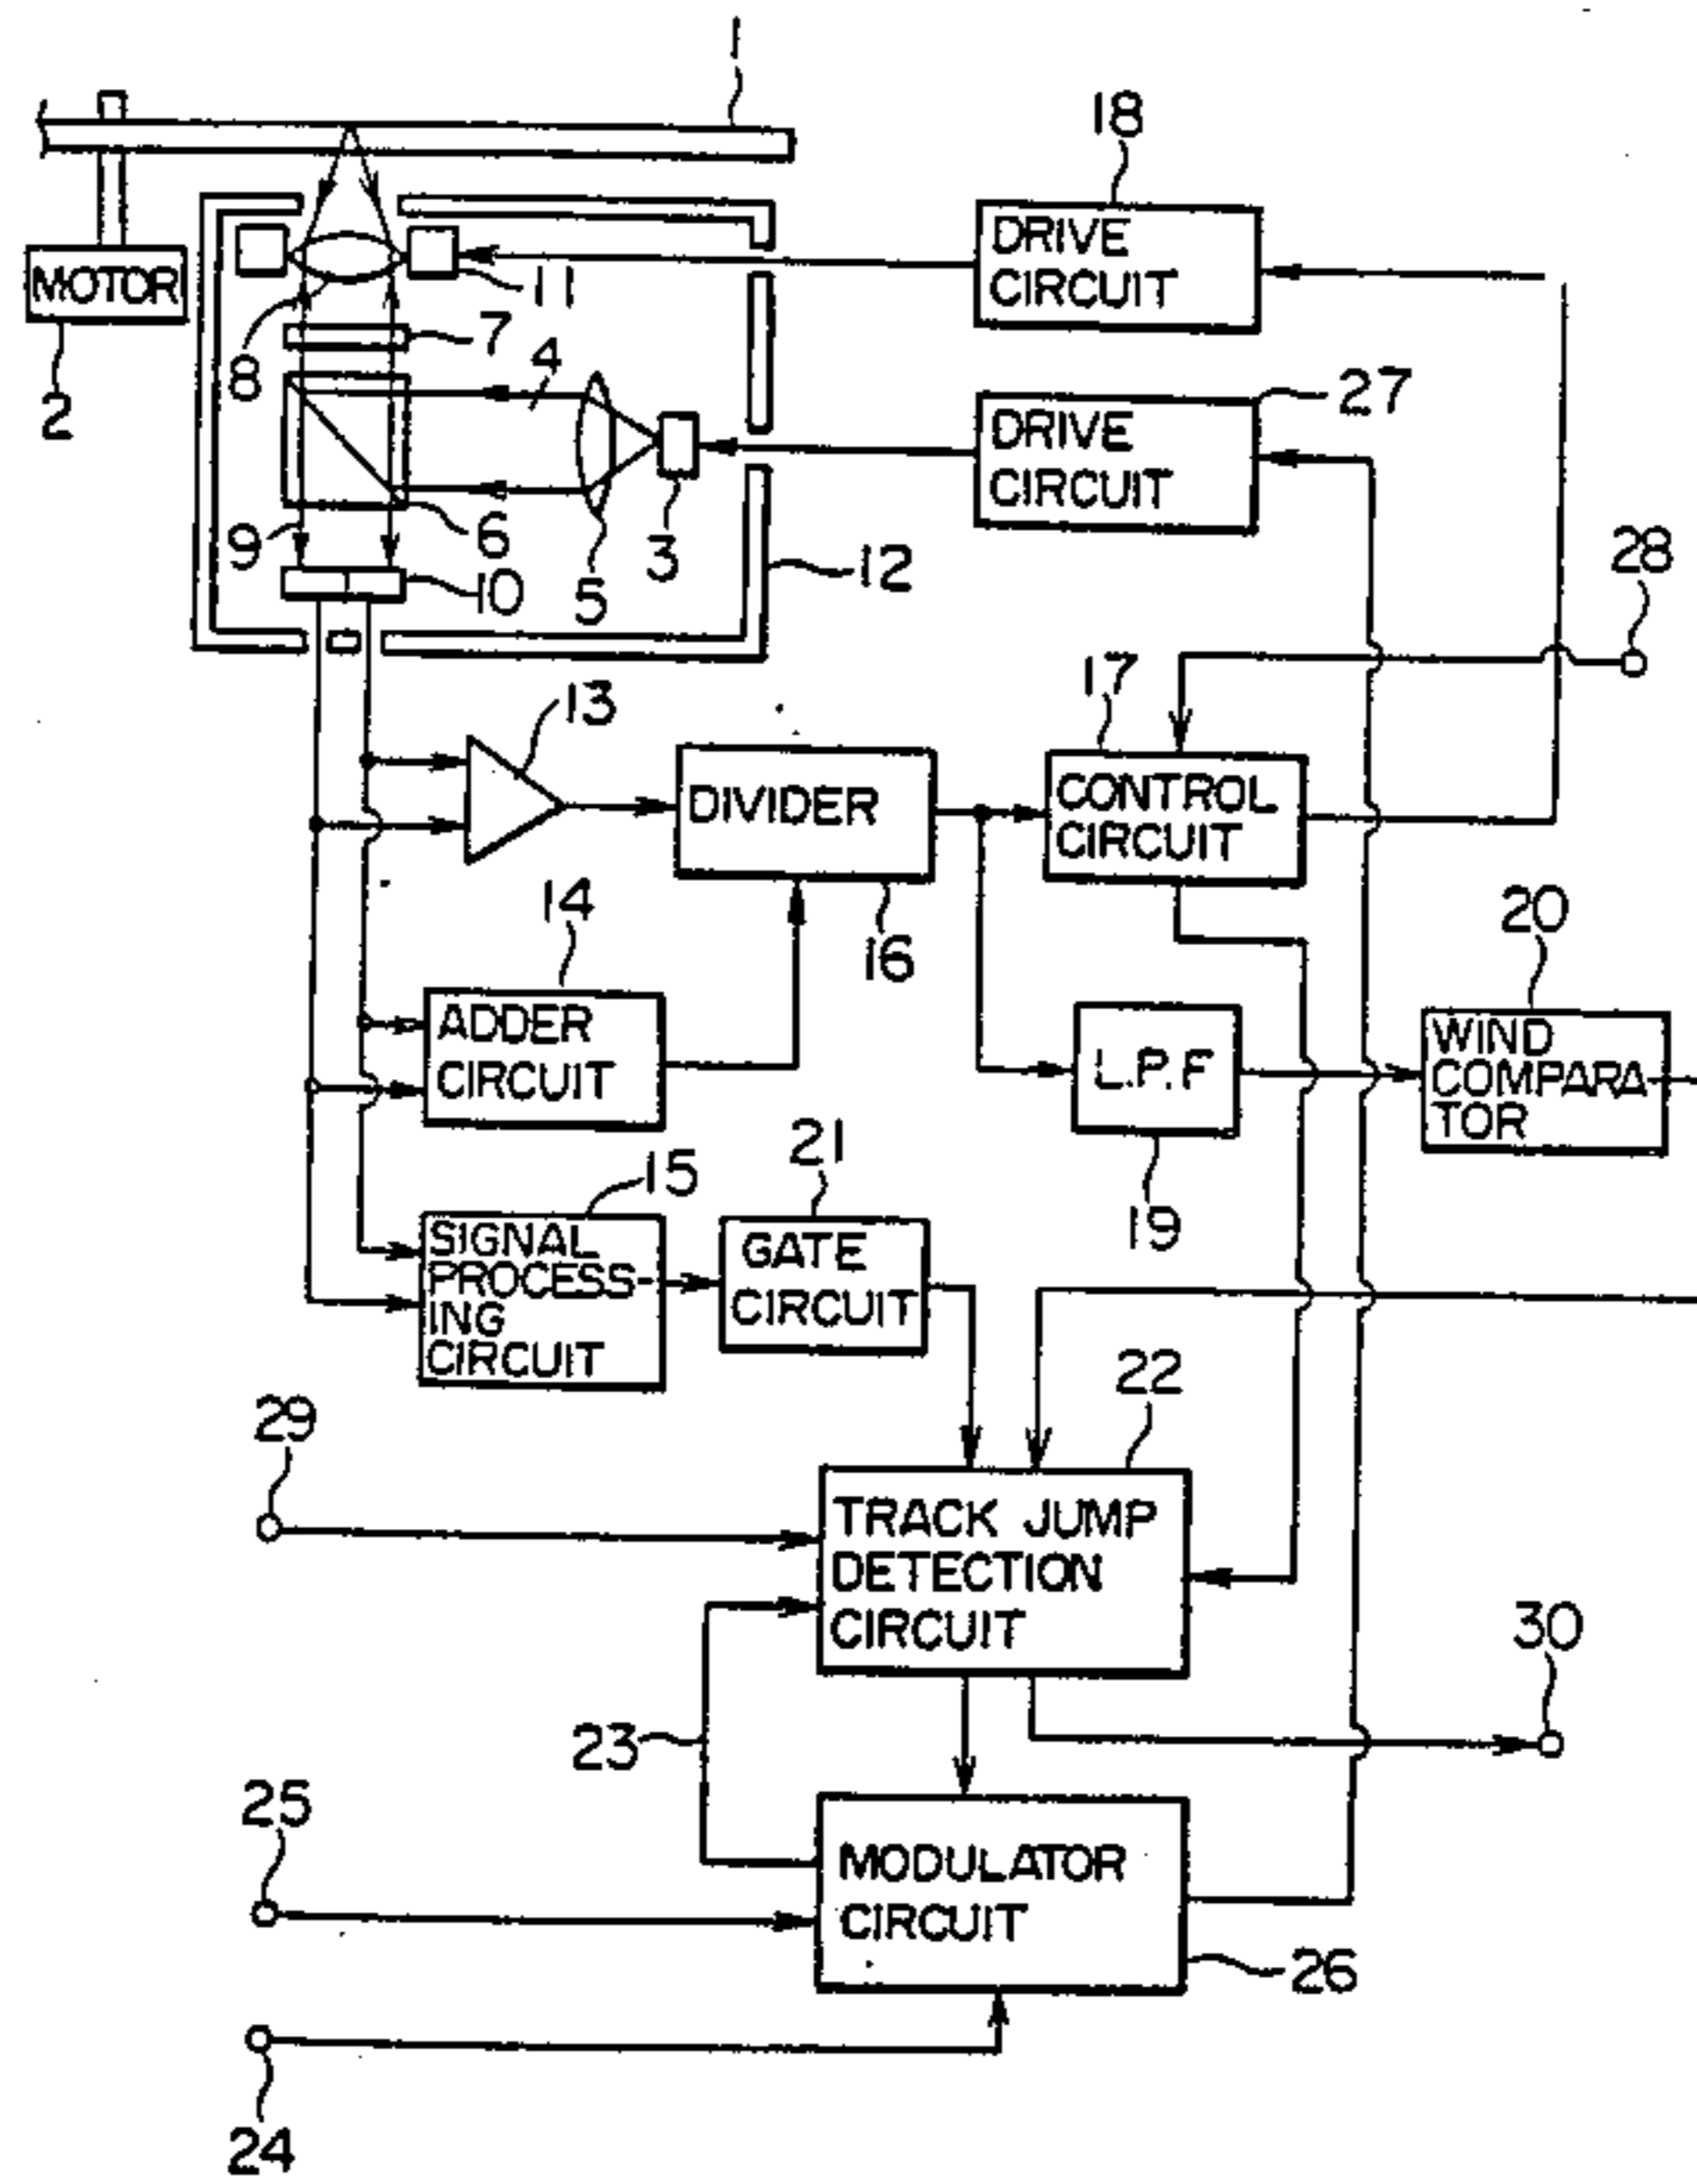 1
18
DRIVE
CIRCUIT
MOTOR
11
7
8
4
2
27
DRIVE
CIRCUIT
9
6
3
10
5
12
28
13
17
DIVIDER
CONTROL
CIRCUIT
14
16
20
ADDER
CIRCUIT
L.P.F
WIND
COMPARA
TOR
21
15
19
SIGNAL
PROCESS-
ING
CIRCUIT
GATE
CIRCUIT
22
29
TRACK JUMP
DETECTION
CIRCUIT
30
23
25
MODULATOR
CIRCUIT
26
24